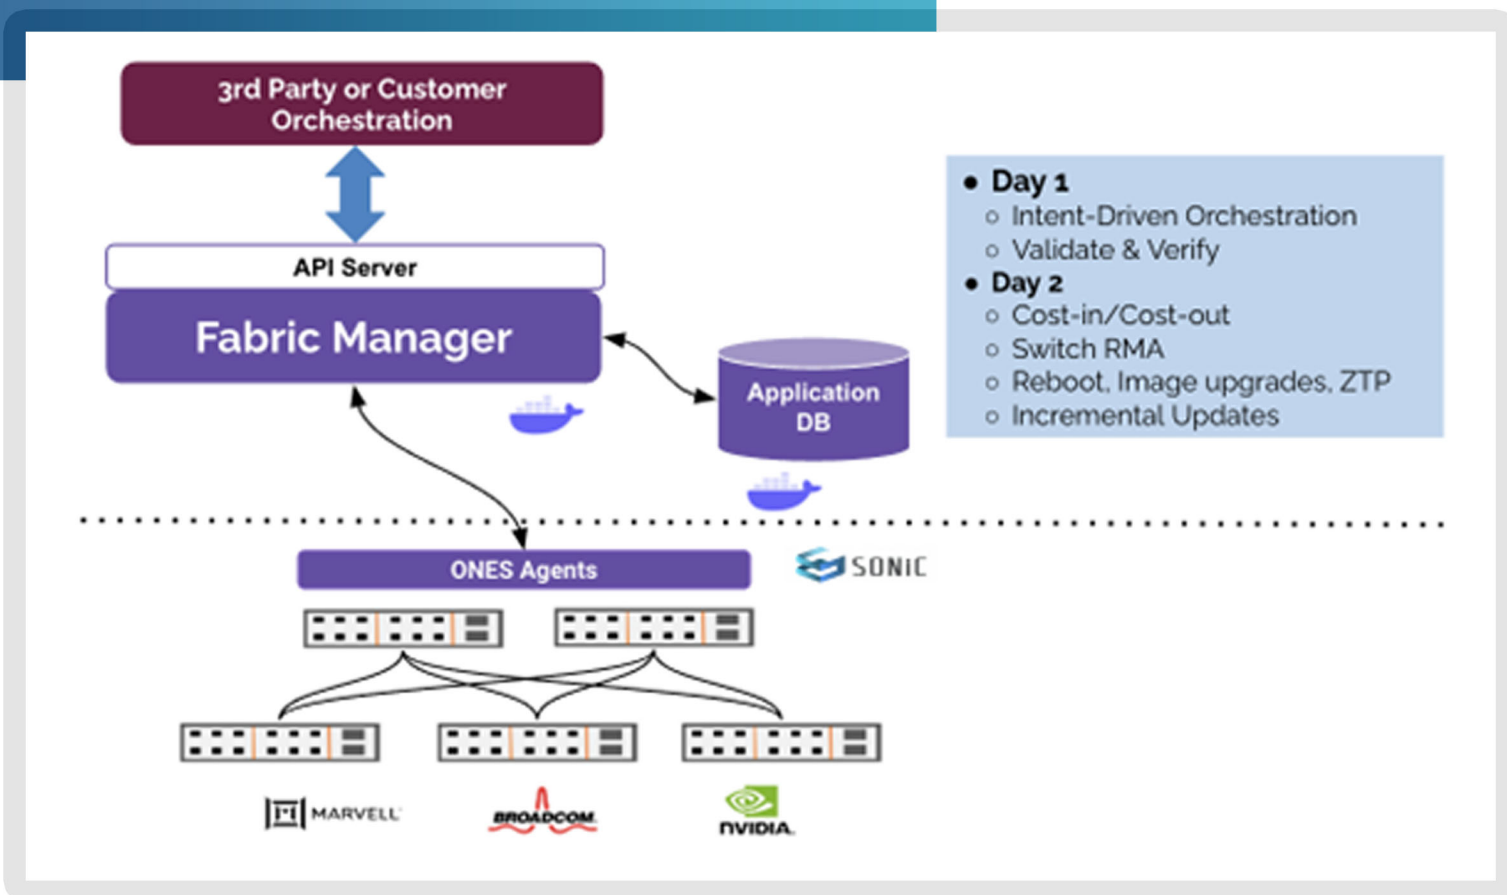 3rd Party or Customer
Orchestration
API Server
Fabric Manager
Application
DB
● Day 1
○ Intent-Driven Orchestration
○ Validate & Verify
● Day 2
○ Cost-in/Cost-out
○ Switch RMA
○ Reboot, Image upgrades, ZTP
○ Incremental Updates
ONES Agents
SONiC
MARVELL
BROADCOM
NVIDIA